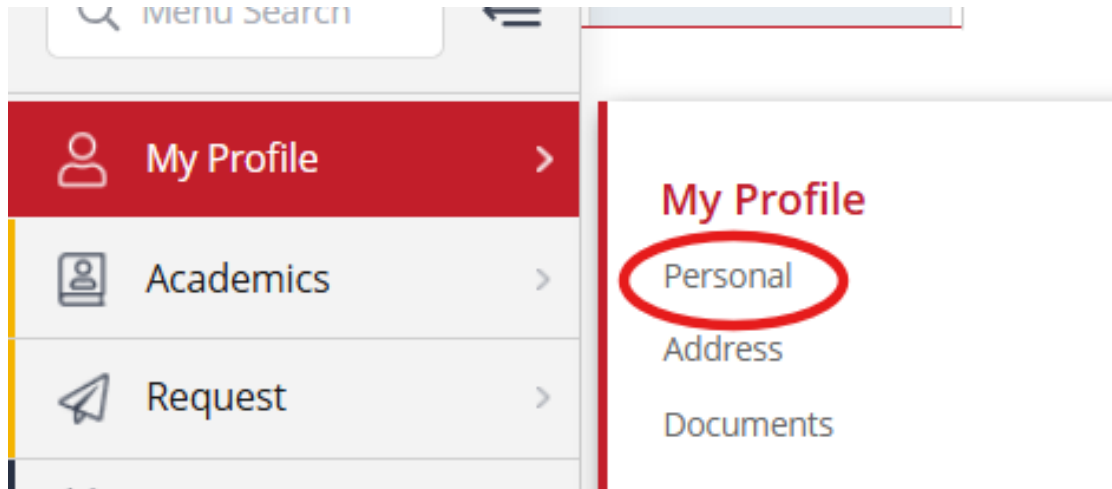 Menu Search
My Profile
Academics
Request
My Profile
Personal
Address
Documents